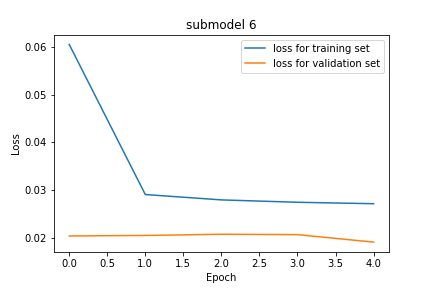 submodel 6
loss for training set
loss for validation set
0.06
0.05
0.04
0.03
0.02
Loss
0.0 0.5 1.0 1.5 2.0 2.5 3.0 3.5 4.0
Epoch